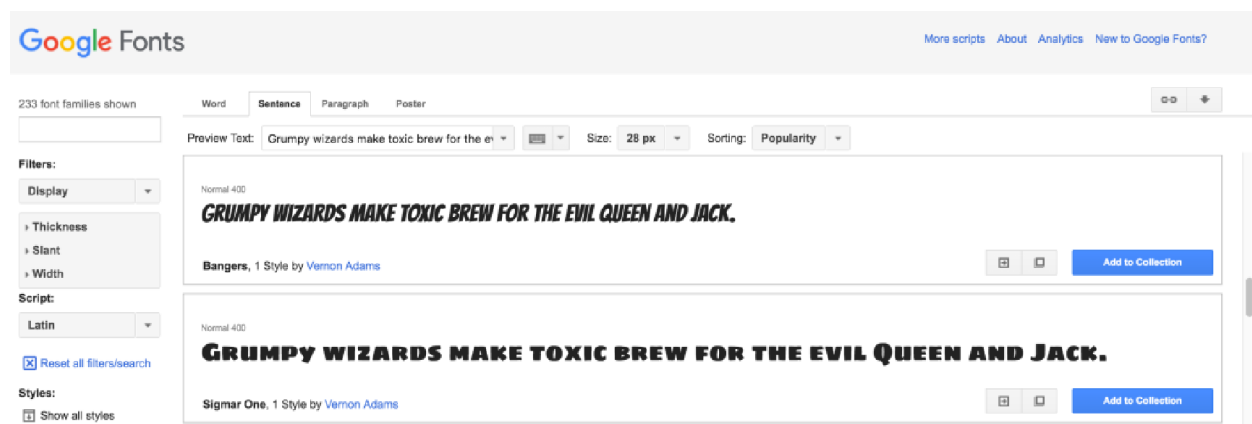 Google Fonts
More scripts About Analytics New to Google Fonts?
233 font families shown
Word Sentence Paragraph Poster
Preview Text: Grumpy wizards make toxic brew for the ev Size: 28 px Sorting: Popularity
Filters:
Display
Thickness
Slant
Width
Script:
Latin
Reset all filters/search
Styles:
Show all styles
Normal 400
GRUMPY WIZARDS MAKE TOXIC BREW FOR THE EVIL QUEEN AND JACK.
Bangers, 1 Style by Vernon Adams
Add to Collection
Normal 400
GRUMPY WIZARDS MAKE TOXIC BREW FOR THE EVIL QUEEN AND JACK.
Sigmar One, 1 Style by Vernon Adams
Add to Collection